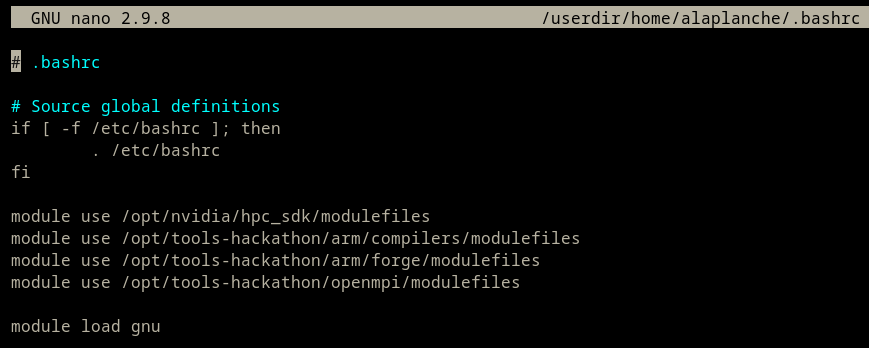 GNU nano 2.9.8 /userdir/home/alaplanche/.bashrc
# .bashrc
# Source global definitions
if [ -f /etc/bashrc ]; then
        . /etc/bashrc
fi
module use /opt/nvidia/hpc_sdk/modulefiles
module use /opt/tools-hackathon/arm/compilers/modulefiles
module use /opt/tools-hackathon/arm/forge/modulefiles
module use /opt/tools-hackathon/openmpi/modulefiles
module load gnu